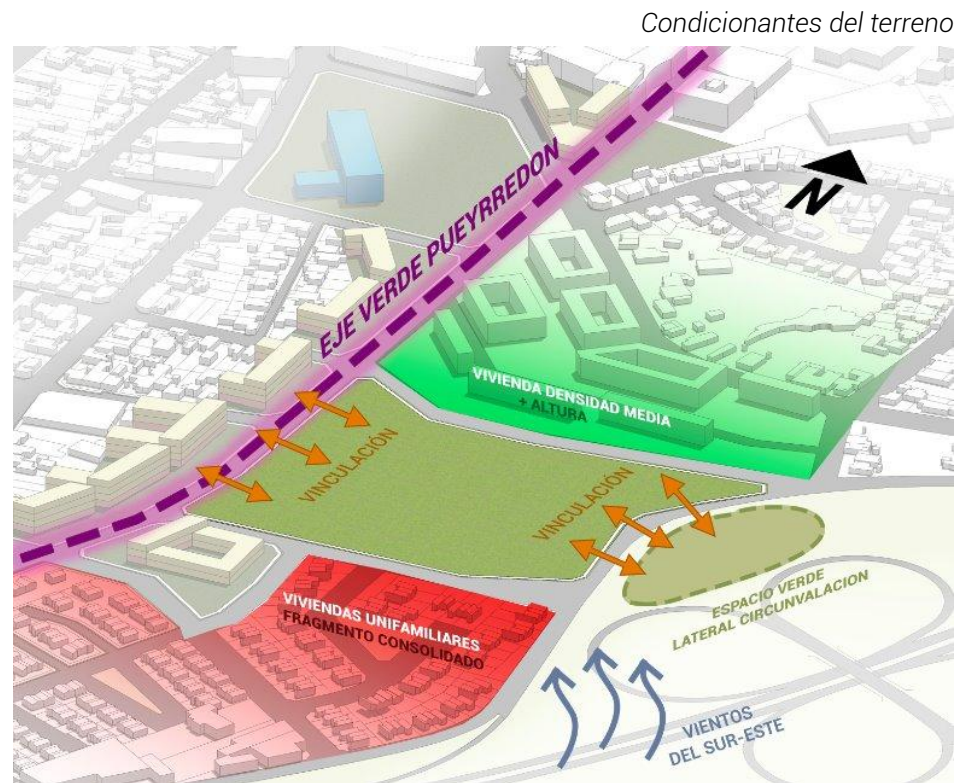 Condicionantes del terreno
N
EJE VERDE PUEYRREDON
VIVIENDA DENSIDAD MEDIA
+ ALTURA
VINCULACIÓN
VINCULACIÓN
ESPACIO VERDE
LATERAL CIRCUNVALACION
VIVIENDAS UNIFAMILIARES
FRAGMENTO CONSOLIDADO
VIENTOS
DEL SUR-ESTE